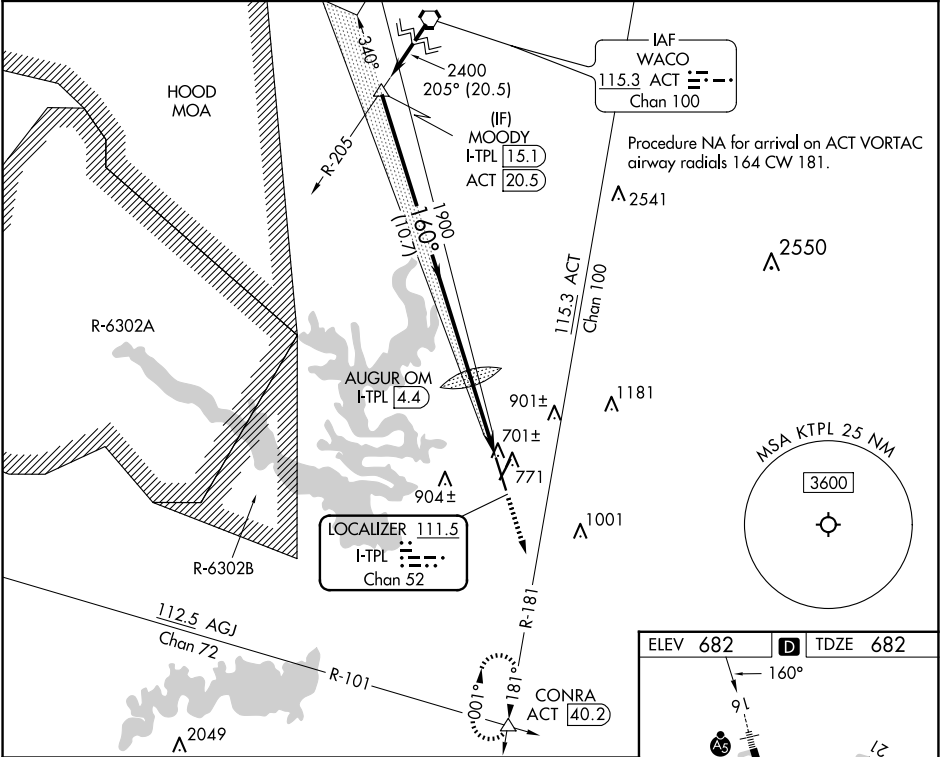 HOOD
MOA
340°
2400
205° (20.5)
IAF
WACO
115.3 ACT
Chan 100
(IF)
MOODY
I-TPL 15.1
ACT 20.5
R-205
Procedure NA for arrival on ACT VORTAC
airway radials 164 CW 181.
2541
2550
1900
160°
(10.7)
115.3 ACT
Chan 100
R-6302A
AUGUR OM
I-TPL 4.4
901±
1181
701±
771
904±
1001
MSA KTPL 25 NM
3600
LOCALIZER 111.5
I-TPL
Chan 52
R-6302B
R-181
112.5 AGJ
Chan 72
R-101
001°
181°
CONRA
ACT 40.2
2049
ELEV 682 D TDZE 682
160°
16
A5
21